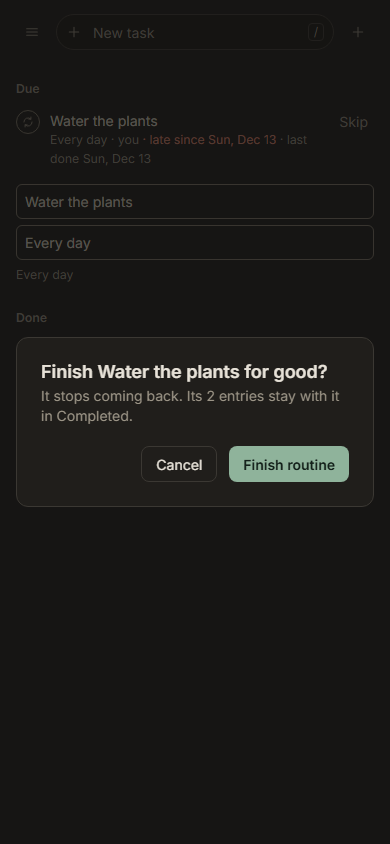 New task /
Due
Water the plants Skip
Every day · you · late since Sun, Dec 13 · last
done Sun, Dec 13
Water the plants
Every day
Every day
Done
Finish Water the plants for good?
It stops coming back. Its 2 entries stay with it
in Completed.
Cancel Finish routine